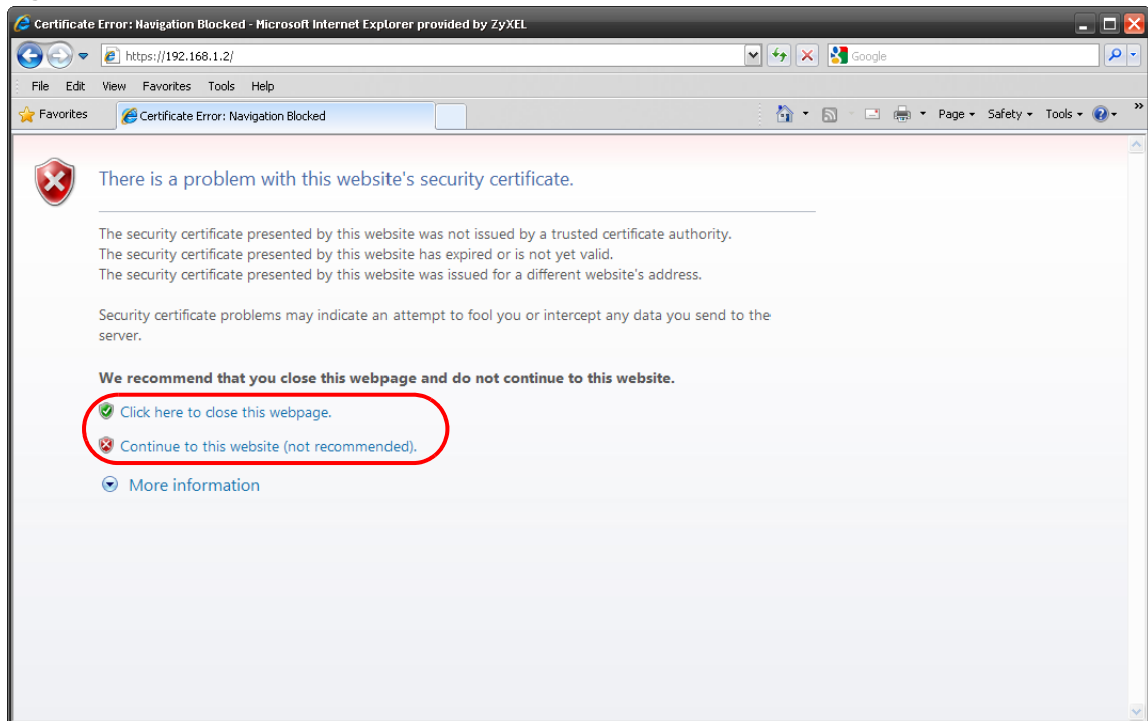 Certificate Error: Navigation Blocked - Microsoft Internet Explorer provided by ZyXEL
https://192.168.1.2/
Google
File Edit View Favorites Tools Help
Favorites
Certificate Error: Navigation Blocked
Page
Safety
Tools
»
There is a problem with this website's security certificate.
The security certificate presented by this website was not issued by a trusted certificate authority.
The security certificate presented by this website has expired or is not yet valid.
The security certificate presented by this website was issued for a different website's address.
Security certificate problems may indicate an attempt to fool you or intercept any data you send to the
server.
We recommend that you close this webpage and do not continue to this website.
Click here to close this webpage.
Continue to this website (not recommended).
More information